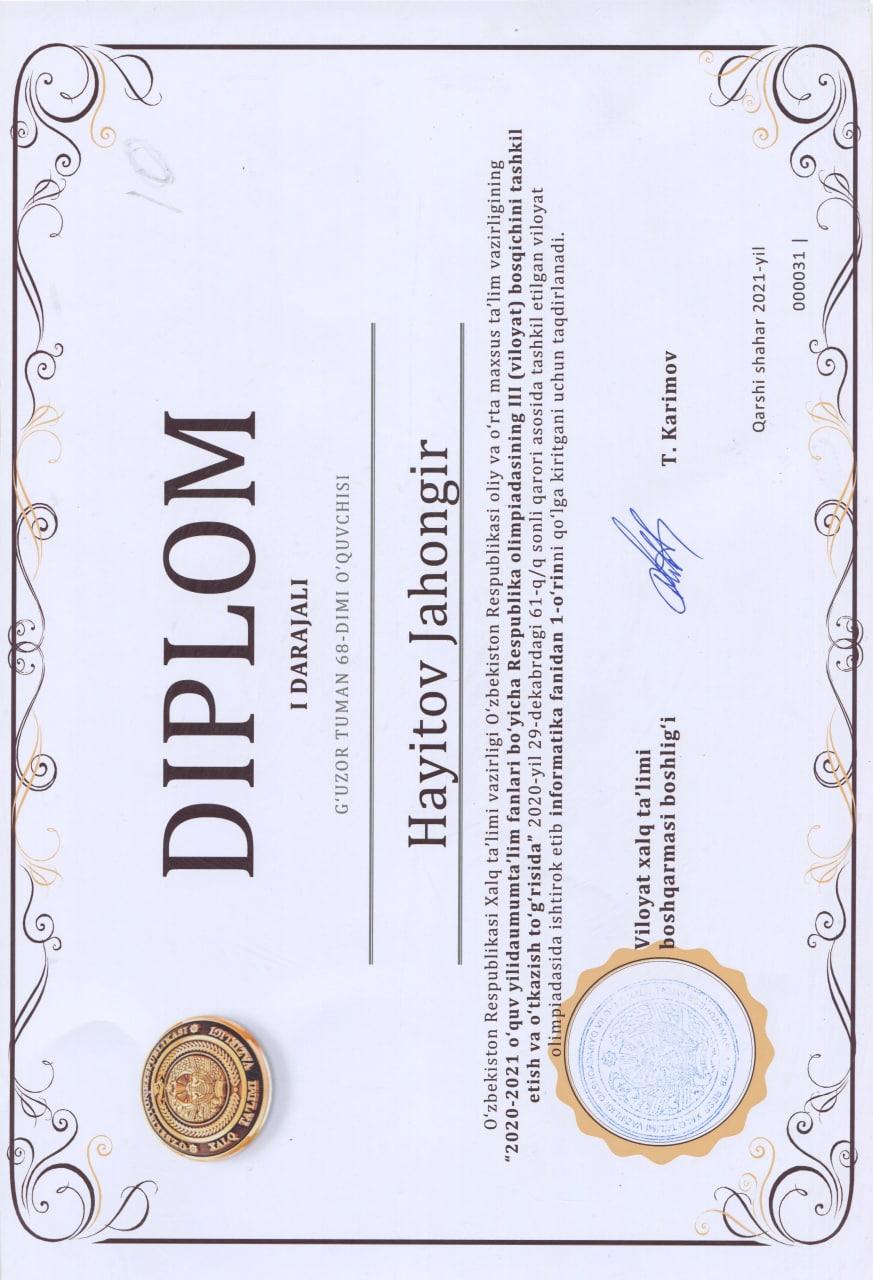 O'ZBEKISTON RESPUBLIKASI
XALQ TA'LIMI VAZIRLIGI
10
DIPLOM
I DARAJALI
G‘UZOR TUMAN 68-DIMI O’QUVCHISI
Hayitov Jahongir
O‘zbekiston Respublikasi Xalq ta’limi vazirligi O‘zbekiston Respublikasi oliy va o‘rta maxsus ta’lim vazirligining
“2020-2021 o‘quv yilidaumumta’lim fanlari bo‘yicha Respublika olimpiadasining III (viloyat) bosqichini tashkil
etish va o‘tkazish to‘g‘risida” 2020-yil 29-dekabrdagi 61-q/q sonli qarori asosida tashkil etilgan viloyat
olimpiadasida ishtirok etib informatika fanidan 1-o‘rinni qo‘lga kiritgani uchun taqdirlanadi.
Viloyat xalq ta’limi
boshqarmasi boshlig‘i
T. Karimov
Qarshi shahar 2021-yil
000031 |